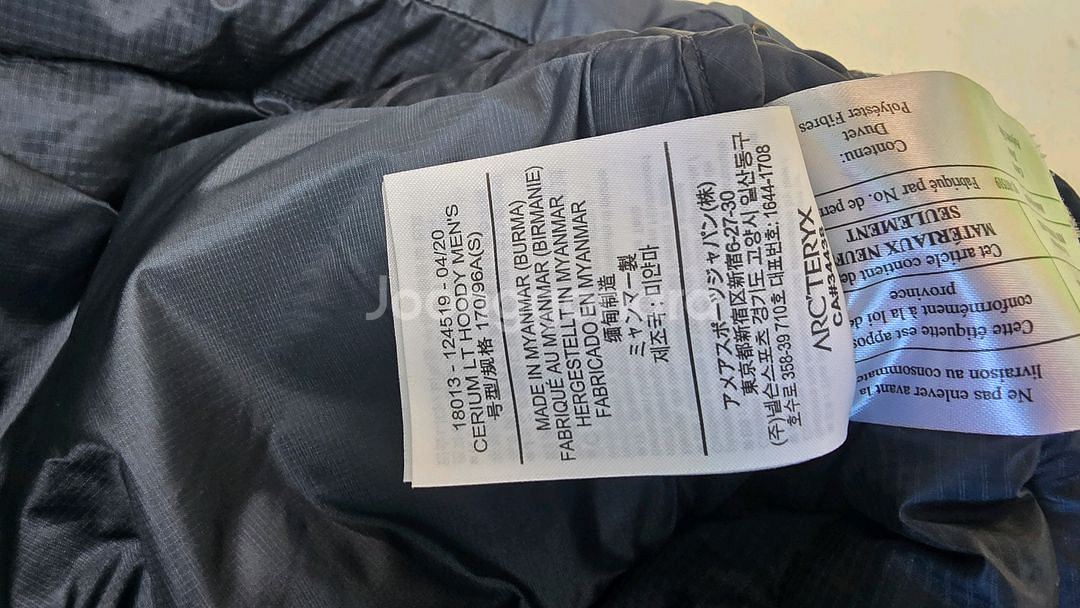 18013 - 124519 - 04/20
CERIUM LT HOODY MEN'S
号型/规格 170/96A(S)
MADE IN MYANMAR (BURMA)
FABRIQUÉ AU MYANMAR (BIRMANIE)
HERGESTELLT IN MYANMAR
FABRICADO EN MYANMAR
缅甸制造
ミャンマー製
제조국: 미얀마
アメアスポーツジャパン(株)
東京都新宿区新宿6-27-30
(주)넬슨스포츠 경기도 고양시 일산동구
호수로 358-39 710호 대표번호: 1644-1708
ARC'TERYX
Ne pas enlever avant la
livraison au consommate
Cette étiquette est appos
conformément à la loi de
province
Cet article contient de
MATÉRIAUX NEUF
SEULEMENT
Fabriqué par No. de per
Contenu:
Duvet
Polyéster Fibres